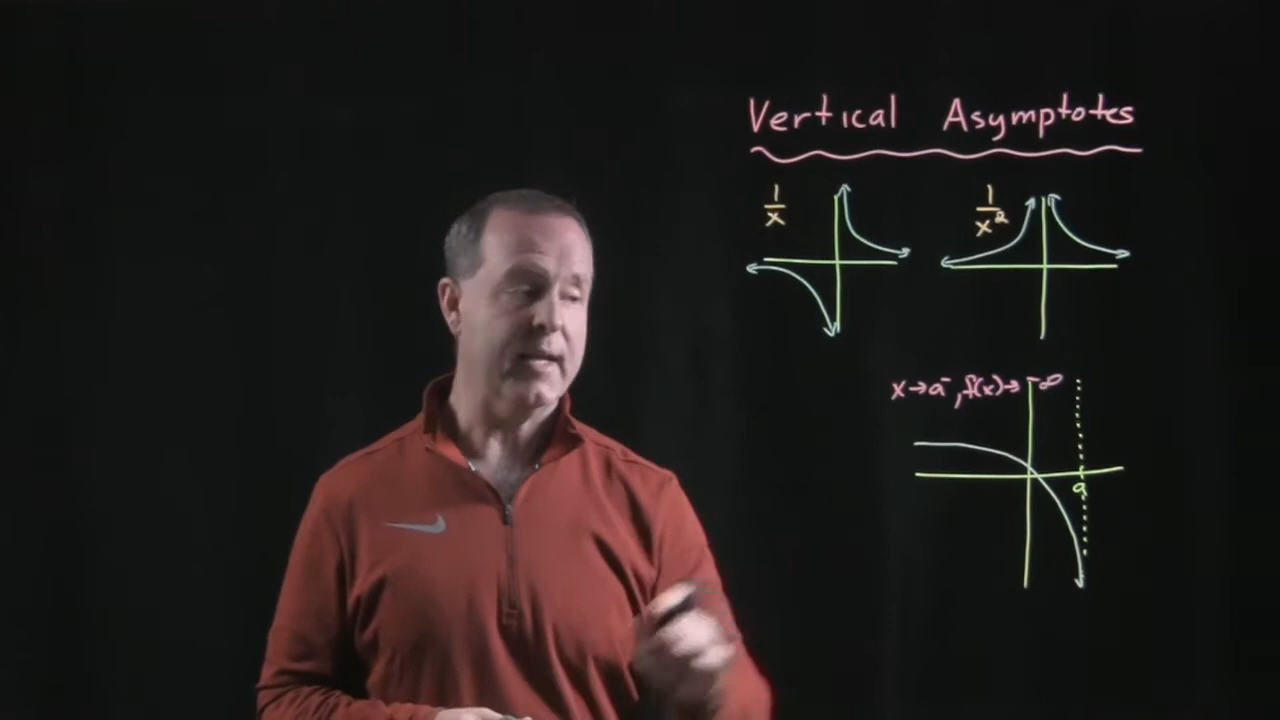 Vertical Asymptotes
1/x 1/x²
x→a⁻, f(x)→ -∞
a